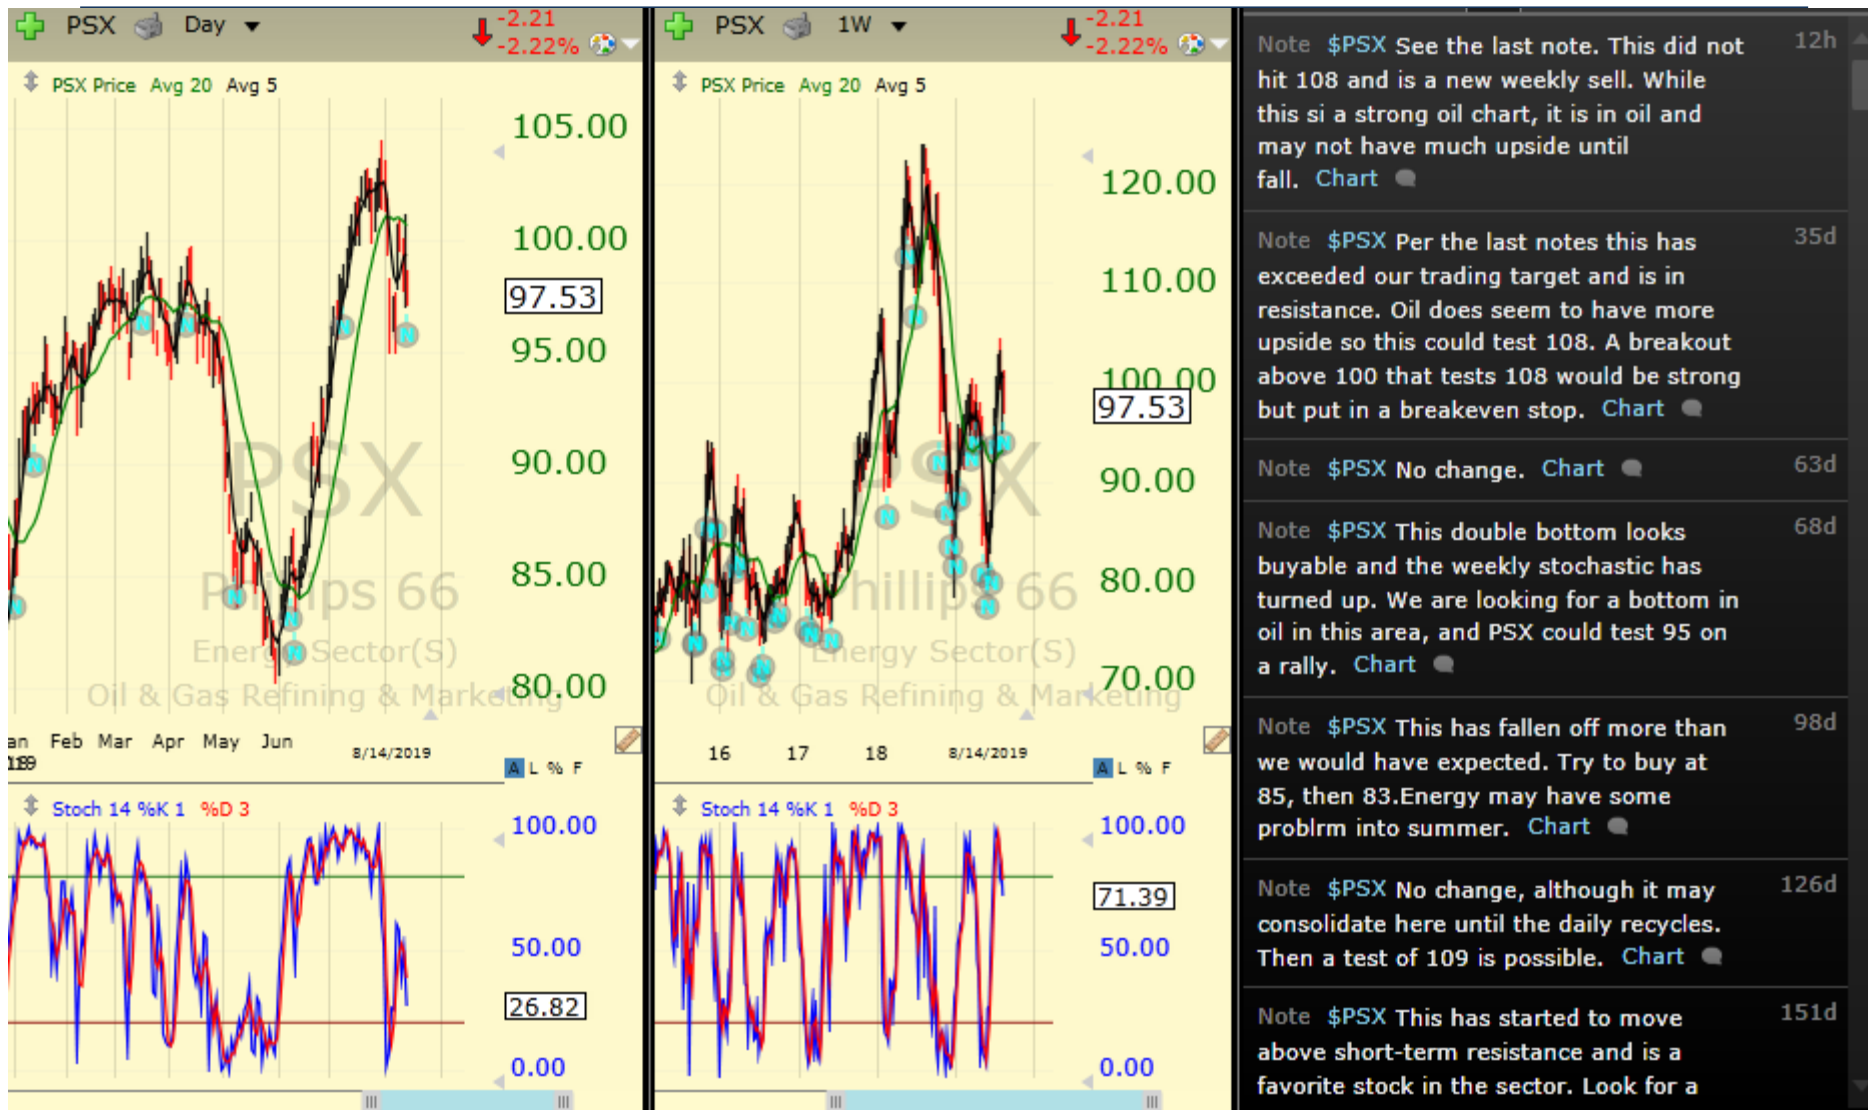 PSX Day
-2.21
-2.22%
PSX Price Avg 20 Avg 5
105.00
100.00
97.53
95.00
90.00
85.00
80.00
PSX
Phillips 66
Energy Sector(S)
Oil & Gas Refining & Marketing
an Feb Mar Apr May Jun
8/14/2019
A L % F
Stoch 14 %K 1 %D 3
100.00
50.00
26.82
0.00
PSX 1W
-2.21
-2.22%
PSX Price Avg 20 Avg 5
120.00
110.00
100.00
97.53
90.00
80.00
70.00
PSX
Phillips 66
Energy Sector(S)
Oil & Gas Refining & Marketing
16 17 18 8/14/2019
A L % F
Stoch 14 %K 1 %D 3
100.00
71.39
50.00
0.00
Note $PSX See the last note. This did not 12h
hit 108 and is a new weekly sell. While
this si a strong oil chart, it is in oil and
may not have much upside until
fall. Chart
Note $PSX Per the last notes this has 35d
exceeded our trading target and is in
resistance. Oil does seem to have more
upside so this could test 108. A breakout
above 100 that tests 108 would be strong
but put in a breakeven stop. Chart
Note $PSX No change. Chart 63d
Note $PSX This double bottom looks 68d
buyable and the weekly stochastic has
turned up. We are looking for a bottom in
oil in this area, and PSX could test 95 on
a rally. Chart
Note $PSX This has fallen off more than 98d
we would have expected. Try to buy at
85, then 83.Energy may have some
problrm into summer. Chart
Note $PSX No change, although it may 126d
consolidate here until the daily recycles.
Then a test of 109 is possible. Chart
Note $PSX This has started to move 151d
above short-term resistance and is a
favorite stock in the sector. Look for a